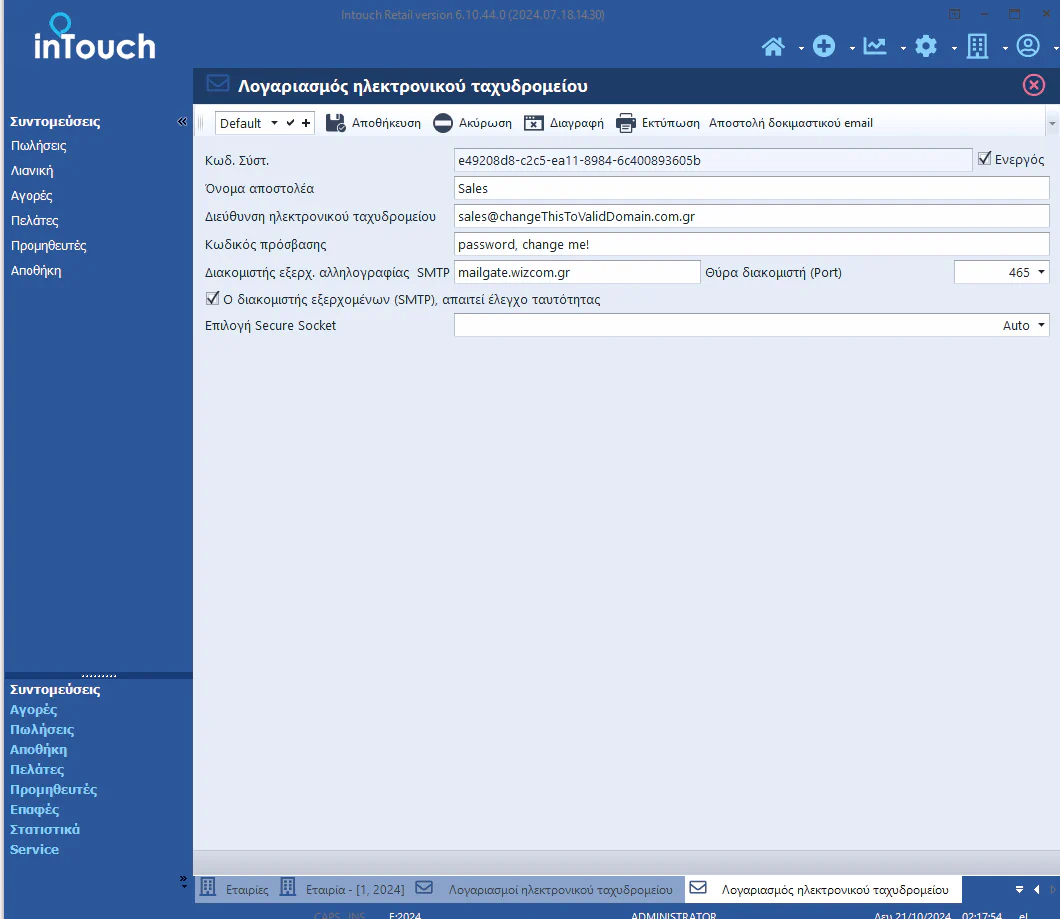 Intouch Retail version 6.10.44.0 (2024.07.18.14.30)
inTouch
Λογαριασμός ηλεκτρονικού ταχυδρομείου
Συντομεύσεις «
Πωλήσεις
Λιανική
Αγορές
Πελάτες
Προμηθευτές
Αποθήκη
Default Αποθήκευση Ακύρωση Διαγραφή Εκτύπωση Αποστολή δοκιμαστικού email
Κωδ. Σύστ. e49208d8-c2c5-ea11-8984-6c400893605b Ενεργός
Όνομα αποστολέα Sales
Διεύθυνση ηλεκτρονικού ταχυδρομείου sales@changeThisToValidDomain.com.gr
Κωδικός πρόσβασης password, change me!
Διακομιστής εξερχ. αλληλογραφίας SMTP mailgate.wizcom.gr Θύρα διακομιστή (Port) 465
Ο διακομιστής εξερχομένων (SMTP), απαιτεί έλεγχο ταυτότητας
Επιλογή Secure Socket Auto
Συντομεύσεις
Αγορές
Πωλήσεις
Αποθήκη
Πελάτες
Προμηθευτές
Επαφές
Στατιστικά
Service
Εταιρίες Εταιρία - [1, 2024] Λογαριασμοί ηλεκτρονικού ταχυδρομείου Λογαριασμός ηλεκτρονικού ταχυδρομείου
CAPS INS F:2024 ADMINISTRATOR Δευ 21/10/2024 02:17:54 el